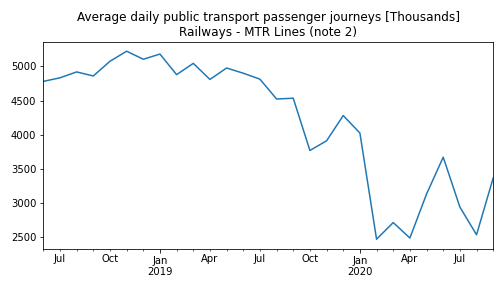 Average daily public transport passenger journeys [Thousands]
Railways - MTR Lines (note 2)
5000
4500
4000
3500
3000
2500
Jul
Oct
Jan
2019
Apr
Jul
Oct
Jan
2020
Apr
Jul